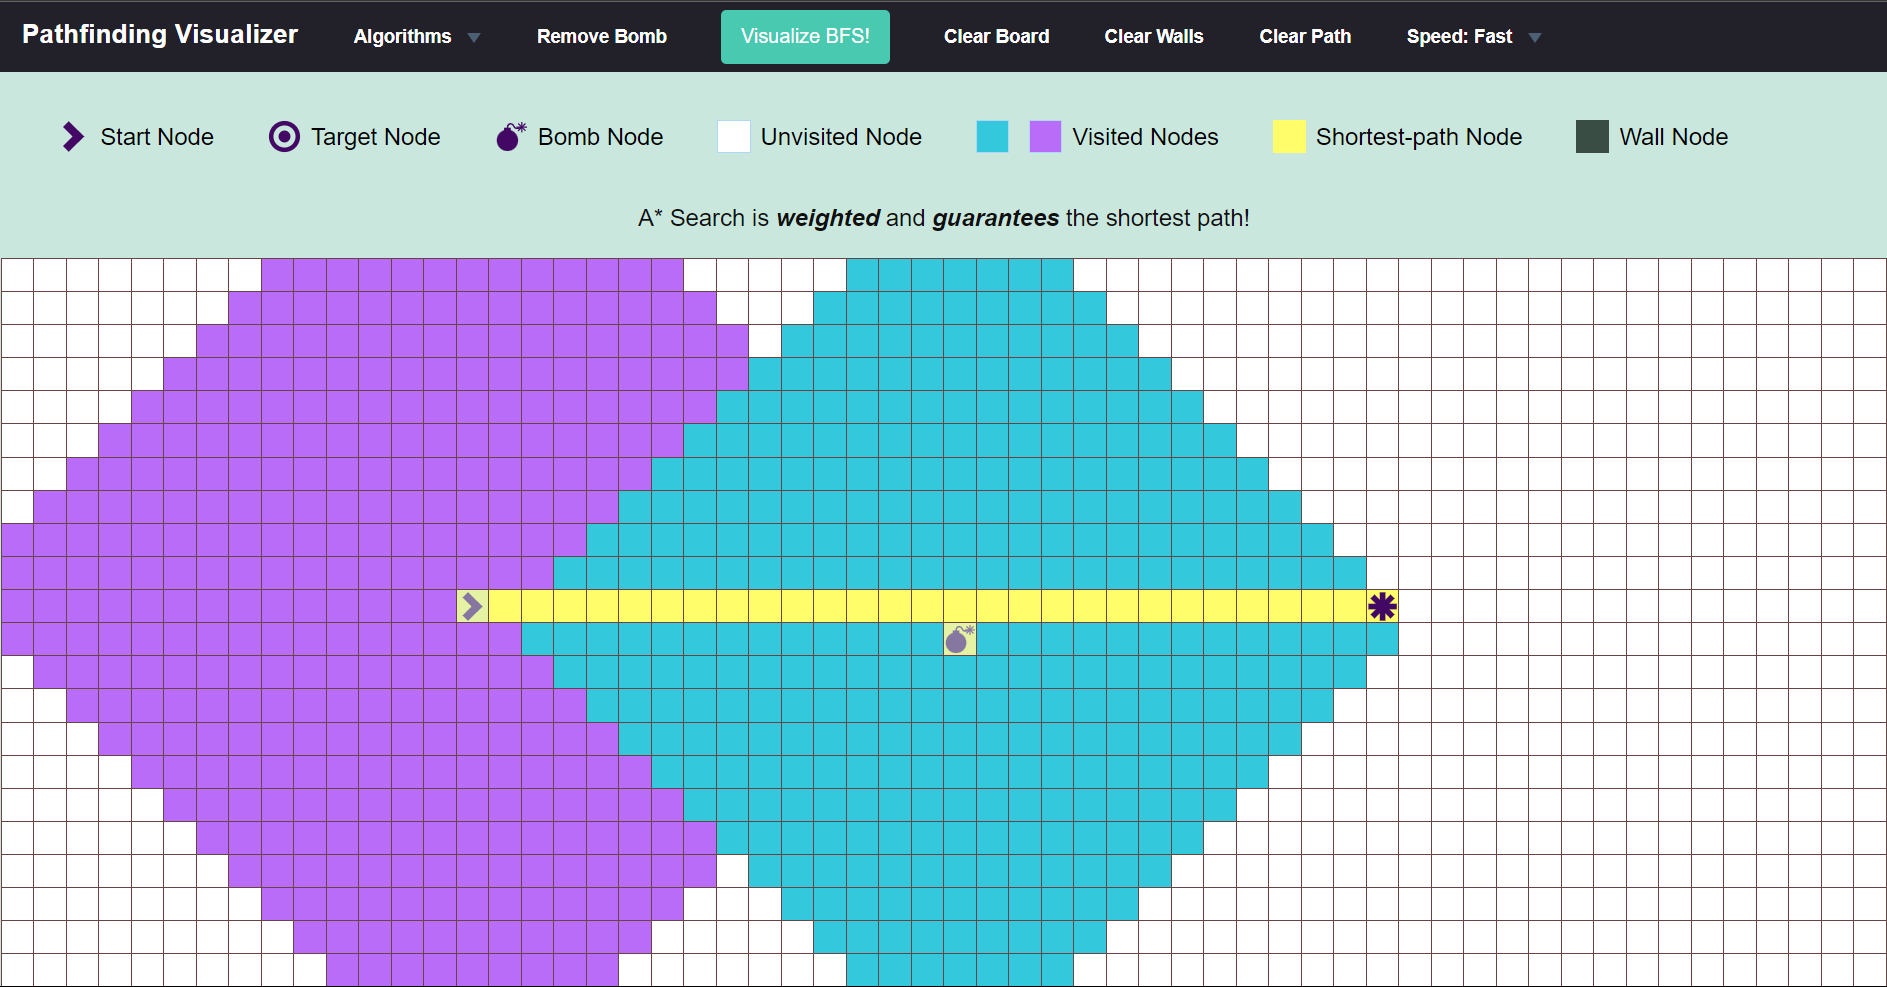 Pathfinding Visualizer Algorithms Remove Bomb Visualize BFS! Clear Board Clear Walls Clear Path Speed: Fast
Start Node Target Node Bomb Node Unvisited Node Visited Nodes Shortest-path Node Wall Node
A* Search is weighted and guarantees the shortest path!